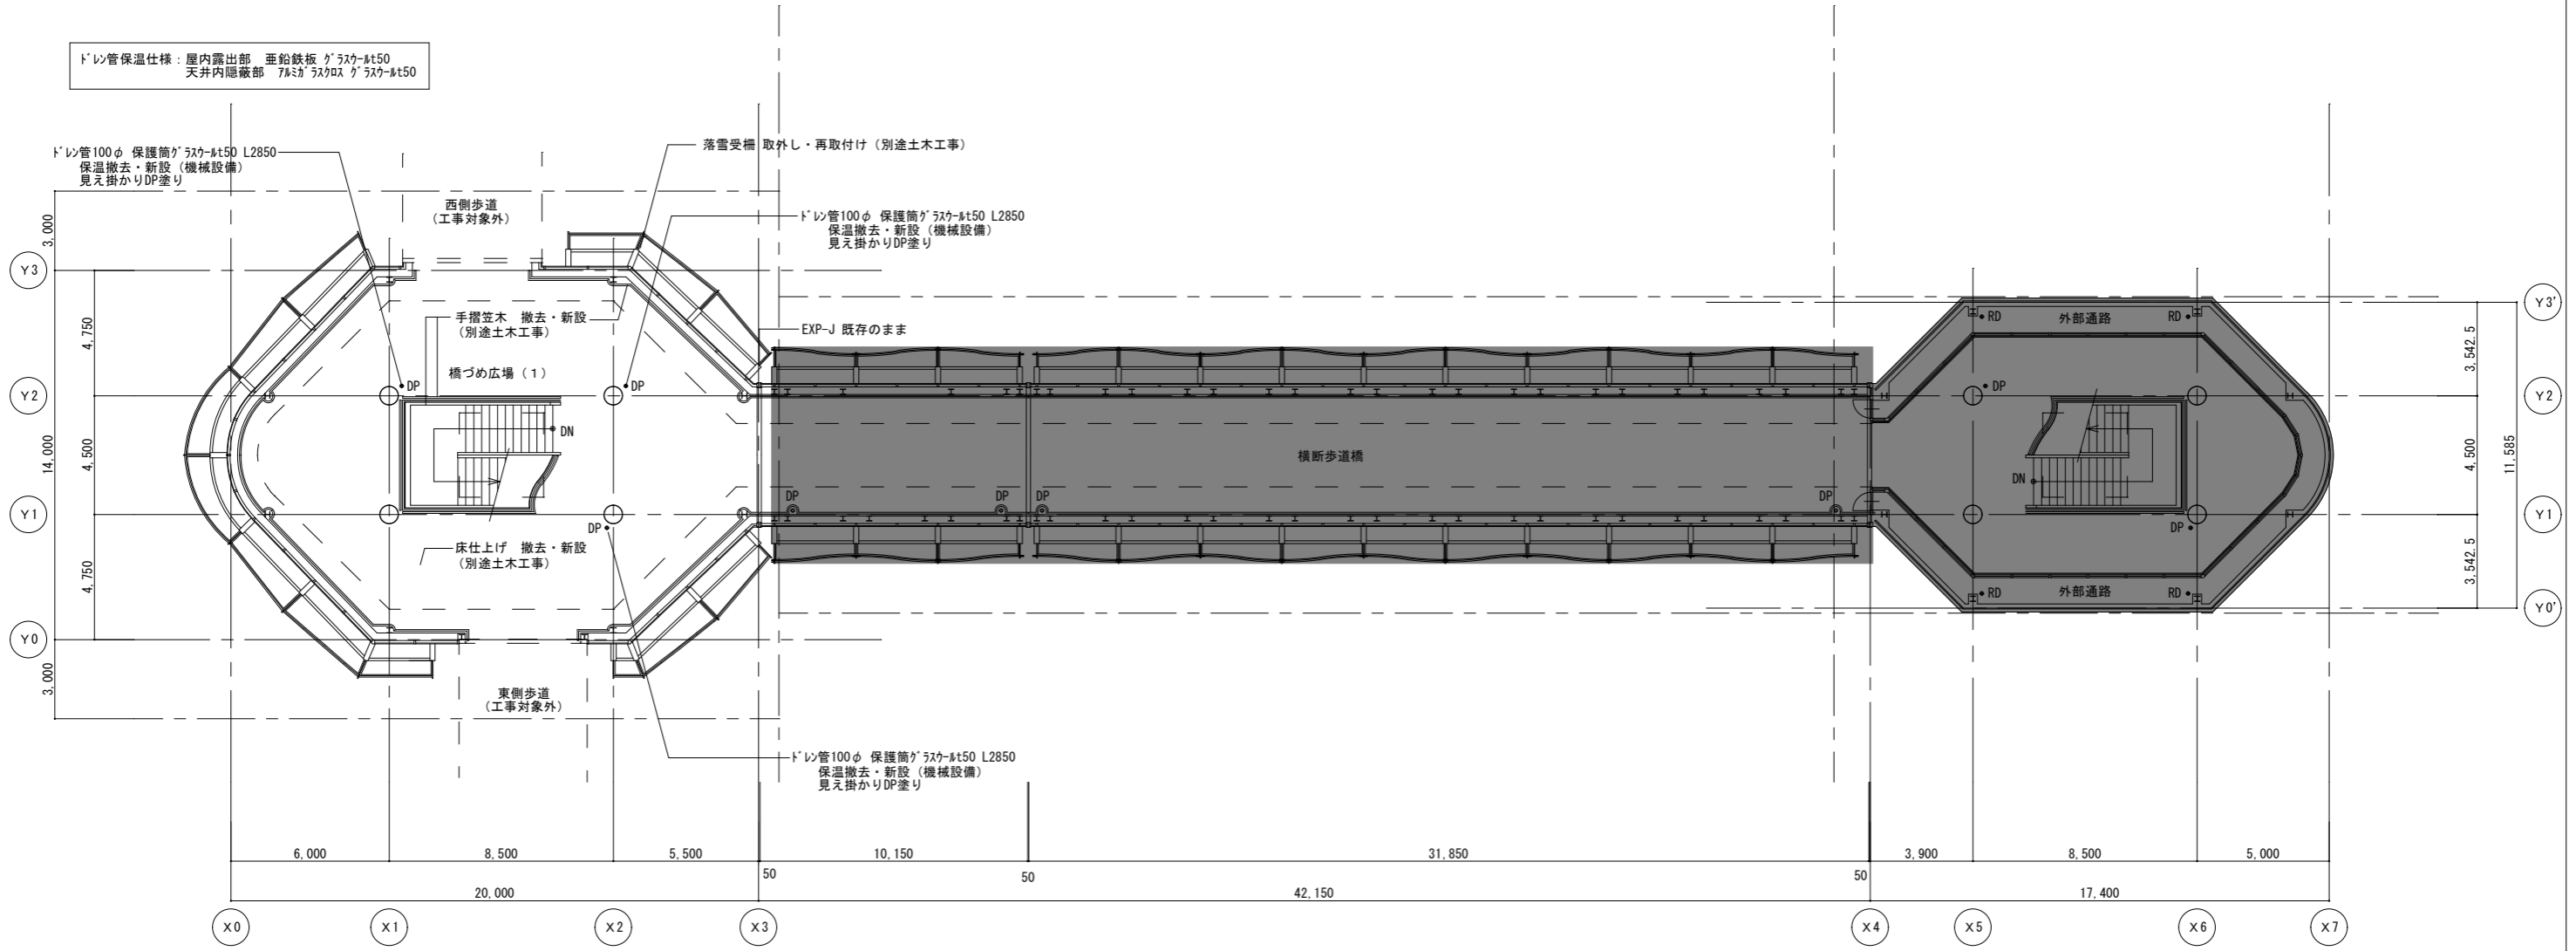 ﾄﾞﾚﾝ管保温仕様：屋内露出部　亜鉛鉄板 ｸﾞﾗｽｳｰﾙt50
天井内隠蔽部　ｱﾙﾐｶﾞﾗｽｸﾛｽ ｸﾞﾗｽｳｰﾙt50
ﾄﾞﾚﾝ管100φ 保護筒ｸﾞﾗｽｳｰﾙt50 L2850
保温撤去・新設（機械設備）
見え掛かりDP塗り
落雪受柵 取外し・再取付け（別途土木工事）
西側歩道
（工事対象外）
ﾄﾞﾚﾝ管100φ 保護筒ｸﾞﾗｽｳｰﾙt50 L2850
保温撤去・新設（機械設備）
見え掛かりDP塗り
手摺笠木　撤去・新設
（別途土木工事）
EXP-J 既存のまま
橋づめ広場（1）
DP
DP
DN
DP
床仕上げ　撤去・新設
（別途土木工事）
東側歩道
（工事対象外）
ﾄﾞﾚﾝ管100φ 保護筒ｸﾞﾗｽｳｰﾙt50 L2850
保温撤去・新設（機械設備）
見え掛かりDP塗り
横断歩道橋
DP
DP
DP
DP
RD
外部通路
RD
DP
DN
DP
RD
外部通路
RD
Y3
Y2
Y1
Y0
3,000
4,750
4,500
4,750
3,000
14,000
Y3'
Y2
Y1
Y0'
3,542.5
4,500
3,542.5
11,585
6,000
8,500
5,500
50
10,150
50
31,850
50
3,900
8,500
5,000
20,000
42,150
17,400
X0
X1
X2
X3
X4
X5
X6
X7